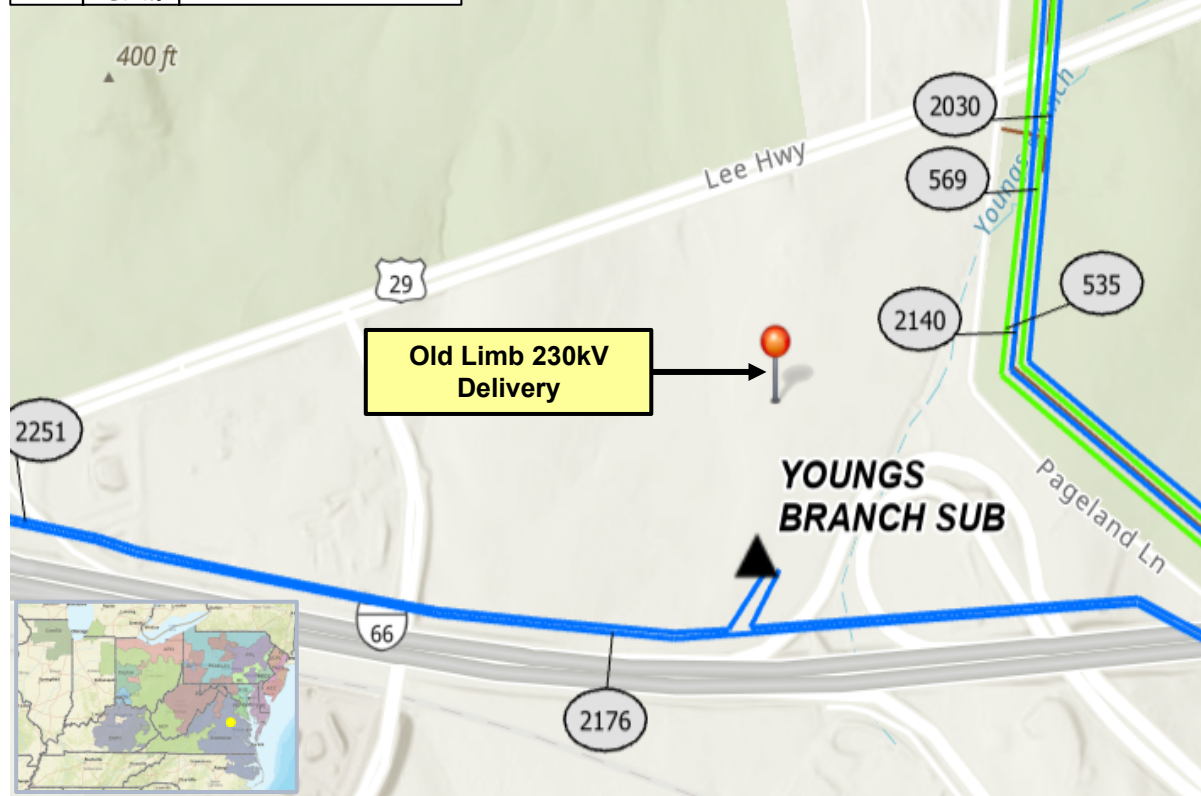 400 ft
2030
Lee Hwy
569
Youngs
29
535
2140
Old Limb 230kV
Delivery
2251
YOUNGS
BRANCH SUB
Pageland Ln
66
2176